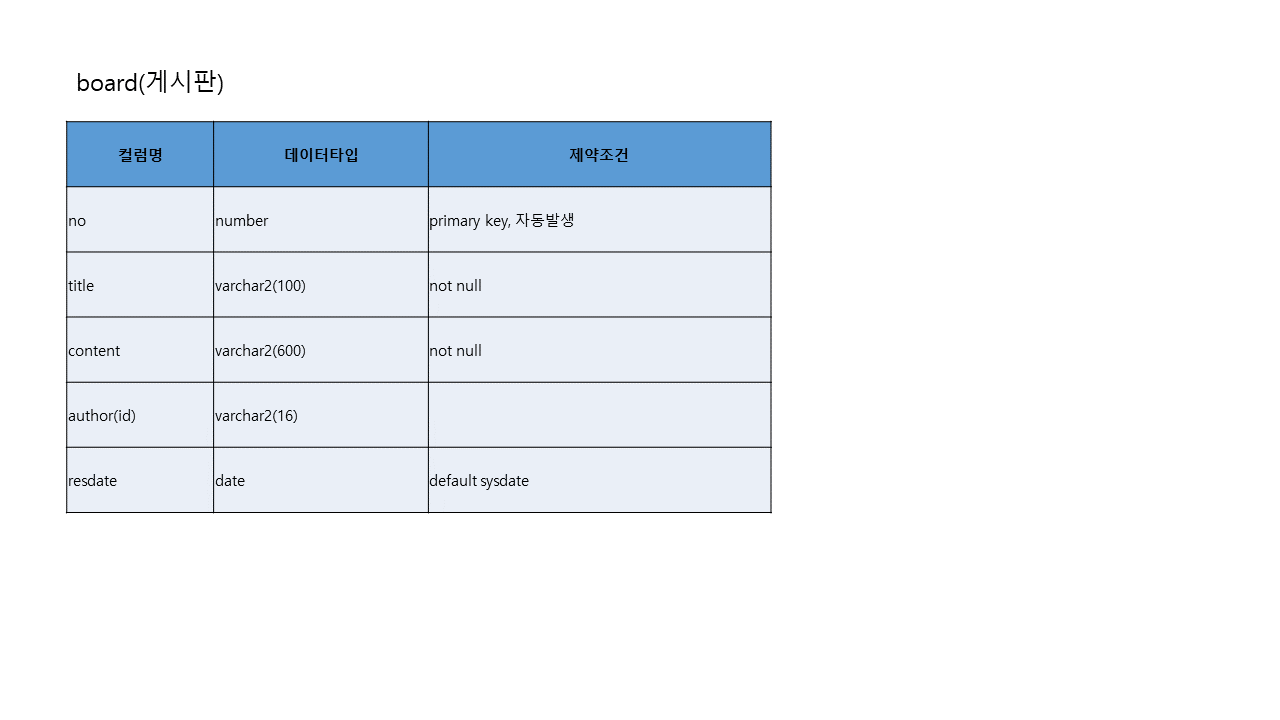 board(게시판)
컬럼명 데이터타입 제약조건
no number primary key, 자동발생
title varchar2(100) not null
content varchar2(600) not null
author(id) varchar2(16)
resdate date default sysdate